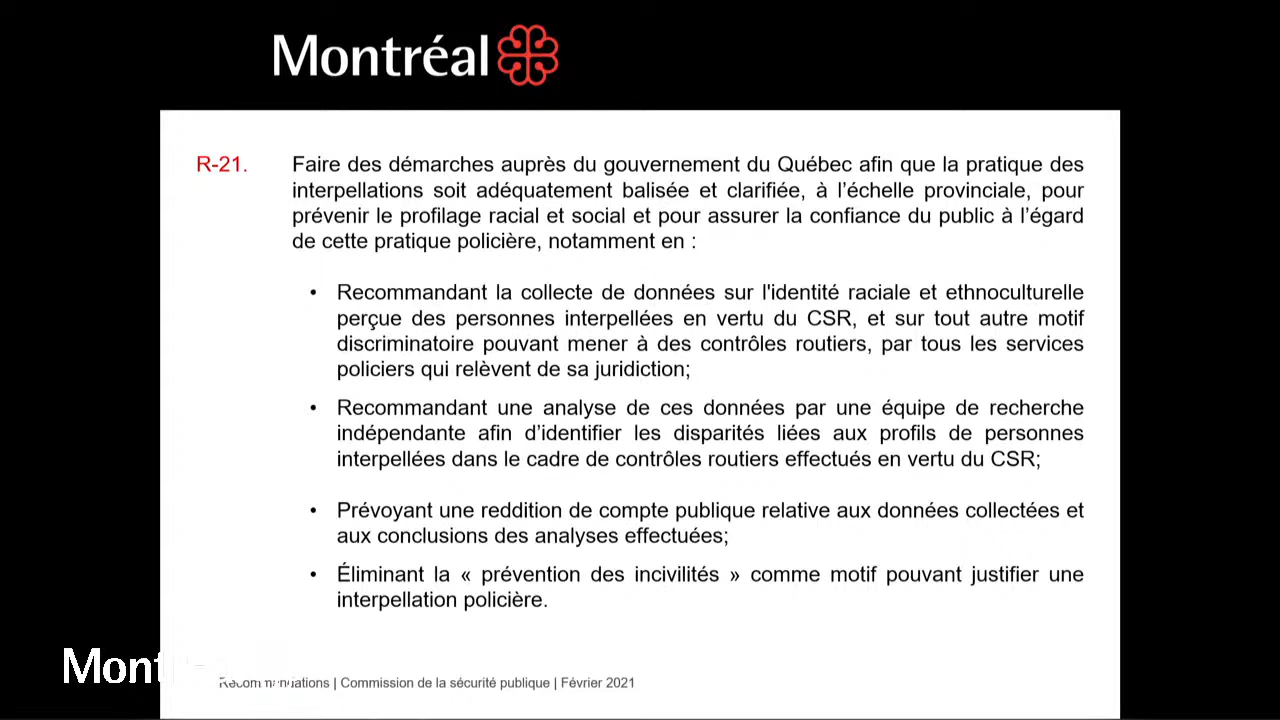 Montréal
R-21. Faire des démarches auprès du gouvernement du Québec afin que la pratique des
interpellations soit adéquatement balisée et clarifiée, à l’échelle provinciale, pour
prévenir le profilage racial et social et pour assurer la confiance du public à l’égard
de cette pratique policière, notamment en :
• Recommandant la collecte de données sur l'identité raciale et ethnoculturelle
perçue des personnes interpellées en vertu du CSR, et sur tout autre motif
discriminatoire pouvant mener à des contrôles routiers, par tous les services
policiers qui relèvent de sa juridiction;
• Recommandant une analyse de ces données par une équipe de recherche
indépendante afin d’identifier les disparités liées aux profils de personnes
interpellées dans le cadre de contrôles routiers effectués en vertu du CSR;
• Prévoyant une reddition de compte publique relative aux données collectées et
aux conclusions des analyses effectuées;
• Éliminant la « prévention des incivilités » comme motif pouvant justifier une
interpellation policière.
Recommandations | Commission de la sécurité publique | Février 2021